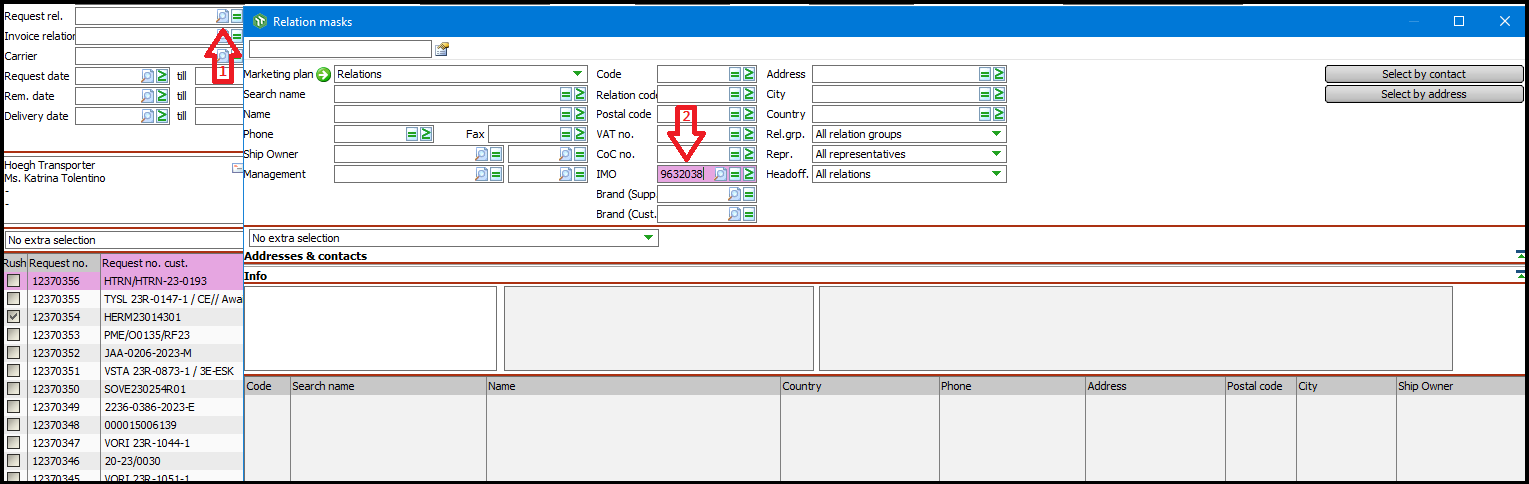 Request rel.
Invoice relation
Carrier
1
Request date till
Rem. date till
Delivery date till
Hoegh Transporter
Ms. Katrina Tolentino
-
-
No extra selection
Rush Request no. Request no. cust.
12370356 HTRN/HTRN-23-0193
12370355 TYSL 23R-0147-1 / CE// Awa
12370354 HERM23014301
12370353 PME/O0135/RF23
12370352 JAA-0206-2023-M
12370351 VSTA 23R-0873-1 / 3E-ESK
12370350 SOVE230254R01
12370349 2236-0386-2023-E
12370348 000015006139
12370347 VORI 23R-1044-1
12370346 20-23/0030
12370345 VORI 23R-1051-1
Relation masks
Marketing plan Relations Code Address Select by contact
Search name Relation code City Select by address
Name Postal code Country
2
Phone Fax VAT no. Rel.grp. All relation groups
Ship Owner CoC no. Repr. All representatives
Management IMO 9632038 Headoff. All relations
Brand (Supp
Brand (Cust.
No extra selection
Addresses & contacts
Info
Code Search name Name Country Phone Address Postal code City Ship Owner